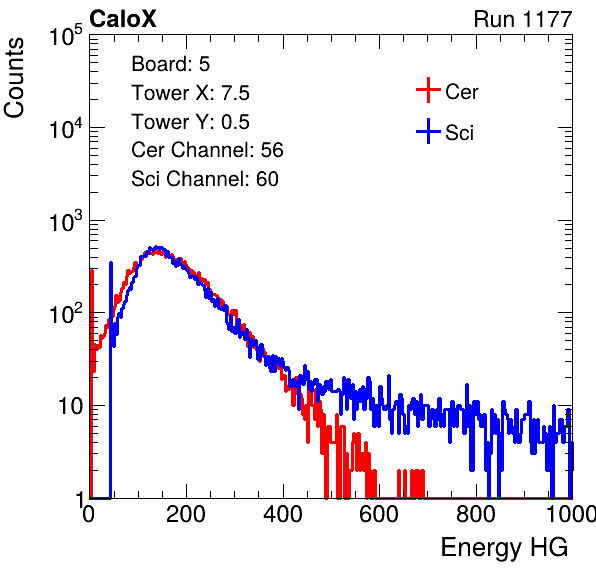 CaloX Run 1177
Counts
Board: 5
Tower X: 7.5
Tower Y: 0.5
Cer Channel: 56
Sci Channel: 60
Cer
Sci
10^5
10^4
10^3
10^2
10
1
0 200 400 600 800 1000
Energy HG